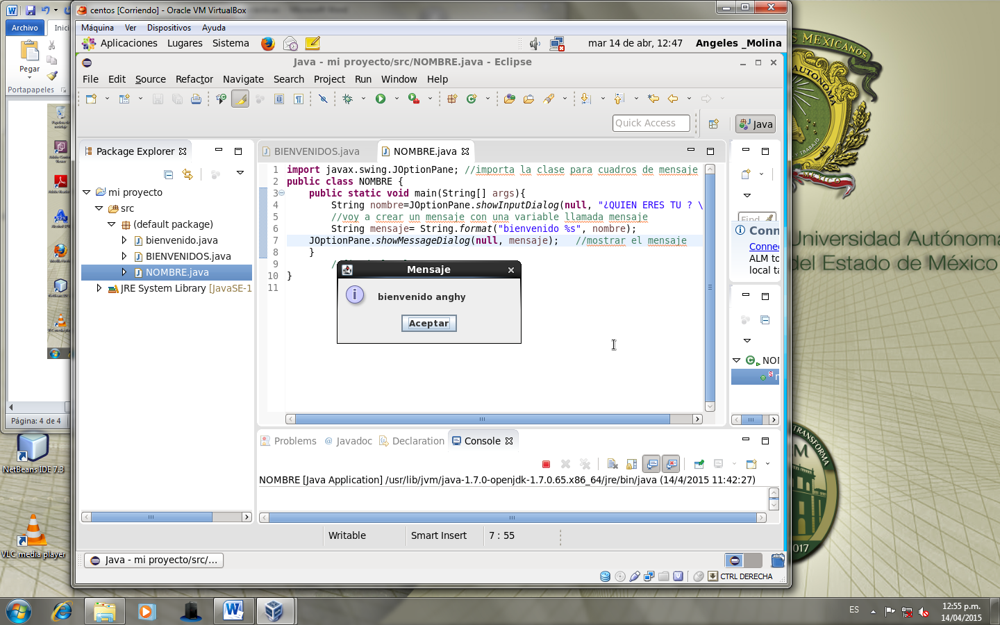 centos [Corriendo] - Oracle VM VirtualBox
Archivo
Inici
Pegar
Portapapeles
Página: 4 de 4
Máquina Ver Dispositivos Ayuda
Aplicaciones Lugares Sistema
mar 14 de abr, 12:47 Angeles _Molina
Java - mi proyecto/src/NOMBRE.java - Eclipse
File Edit Source Refactor Navigate Search Project Run Window Help
Quick Access
Java
Package Explorer
mi proyecto
src
(default package)
bienvenido.java
BIENVENIDOS.java
NOMBRE.java
JRE System Library [JavaSE-1
BIENVENIDOS.java
NOMBRE.java
1 import javax.swing.JOptionPane; //importa la clase para cuadros de mensaje
2 public class NOMBRE {
3 public static void main(String[] args){
4 String nombre=JOptionPane.showInputDialog(null, "¿QUIEN ERES TU ? \
5 //voy a crear un mensaje con una variable llamada mensaje
6 String mensaje= String.format("bienvenido %s", nombre);
7 JOptionPane.showMessageDialog(null, mensaje); //mostrar el mensaje
8 }
9 /
10 }
11
Mensaje
bienvenido anghy
Aceptar
Find
Conn
Connec
ALM to
local ta
NOI
Problems @ Javadoc Declaration Console
NOMBRE [Java Application] /usr/lib/jvm/java-1.7.0-openjdk-1.7.0.65.x86_64/jre/bin/java (14/4/2015 11:42:27)
Writable
Smart Insert
7 : 55
Java - mi proyecto/src/...
CTRL DERECHA
NetBeans IDE 7.3
VLC media player
S MEXICANOS
Universidad Autónoma
del Estado de México
TRANSFORMA
M
2017
ES
12:55 p.m.
14/04/2015